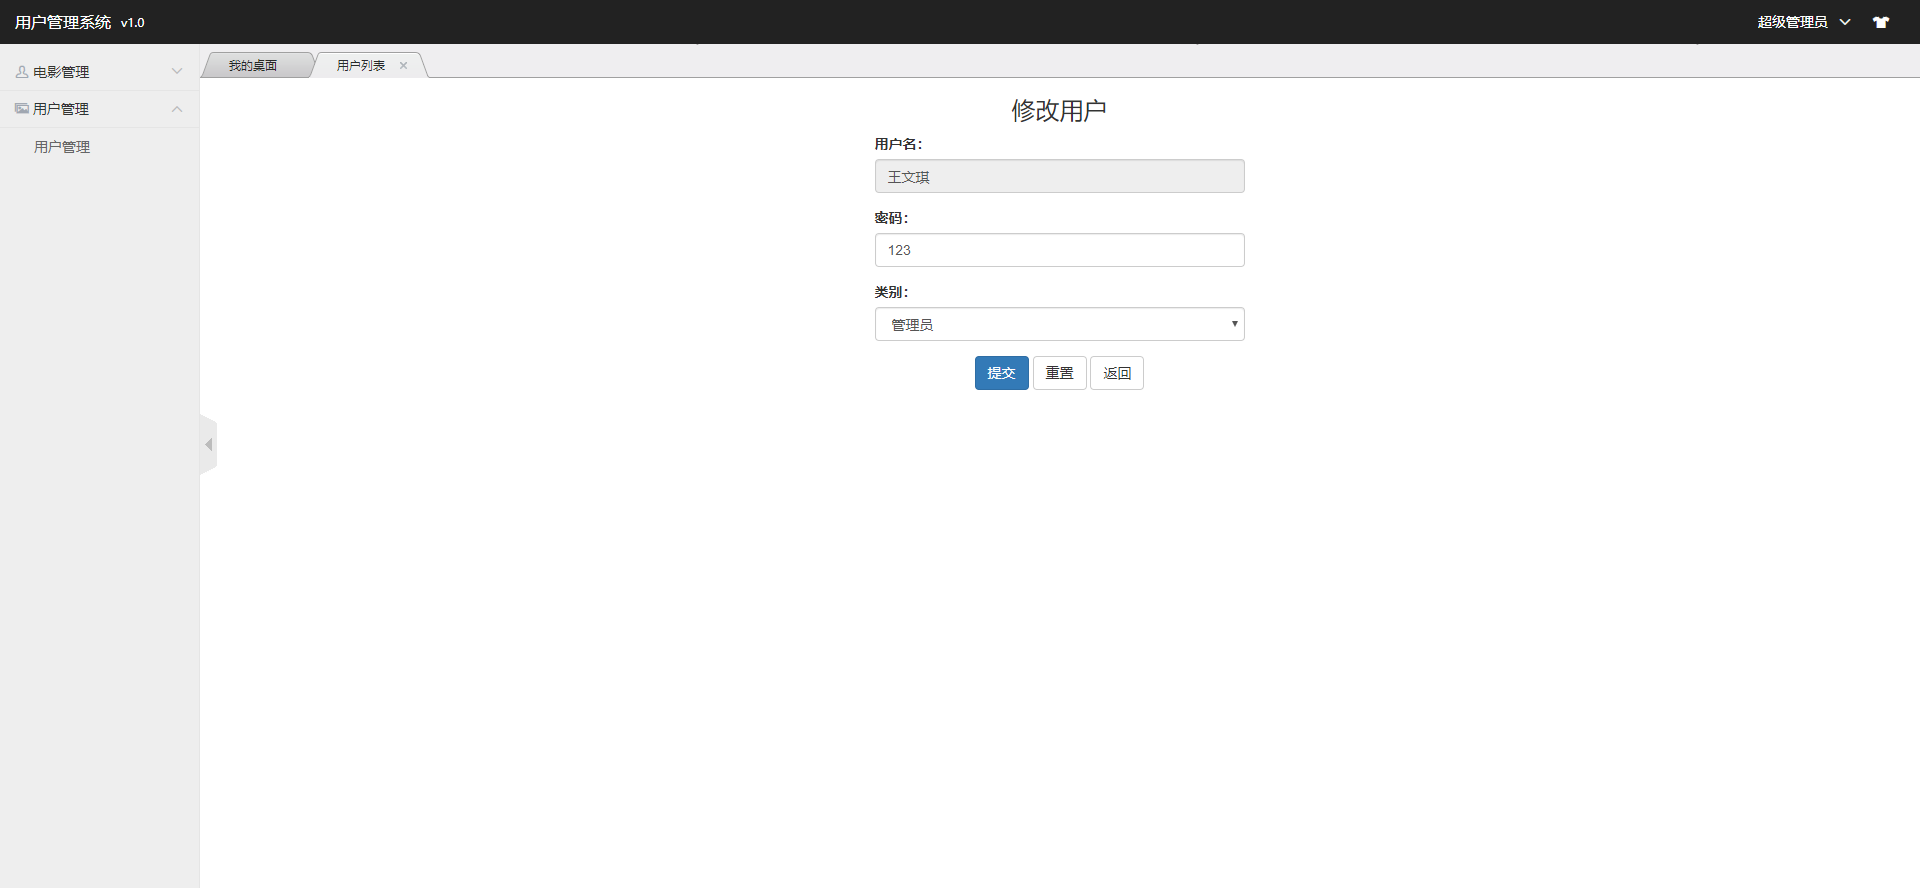 用户管理系统 v1.0
超级管理员
电影管理
用户管理
用户管理
我的桌面
用户列表
修改用户
用户名：
王文琪
密码：
123
类别：
管理员
提交 重置 返回